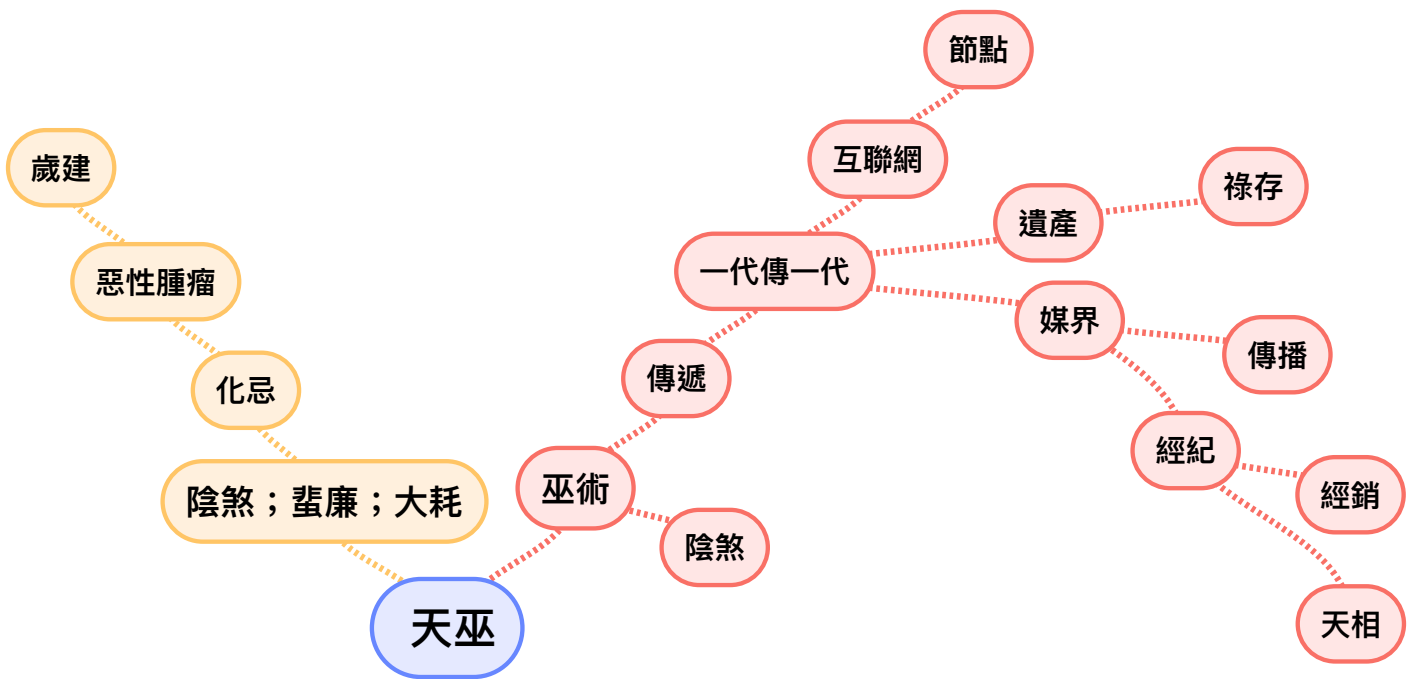 節點
互聯網
歲建
祿存
遺產
惡性腫瘤
一代傳一代
媒界
傳播
化忌
傳遞
經紀
陰煞；蜚廉；大耗
巫術
經銷
陰煞
天巫
天相